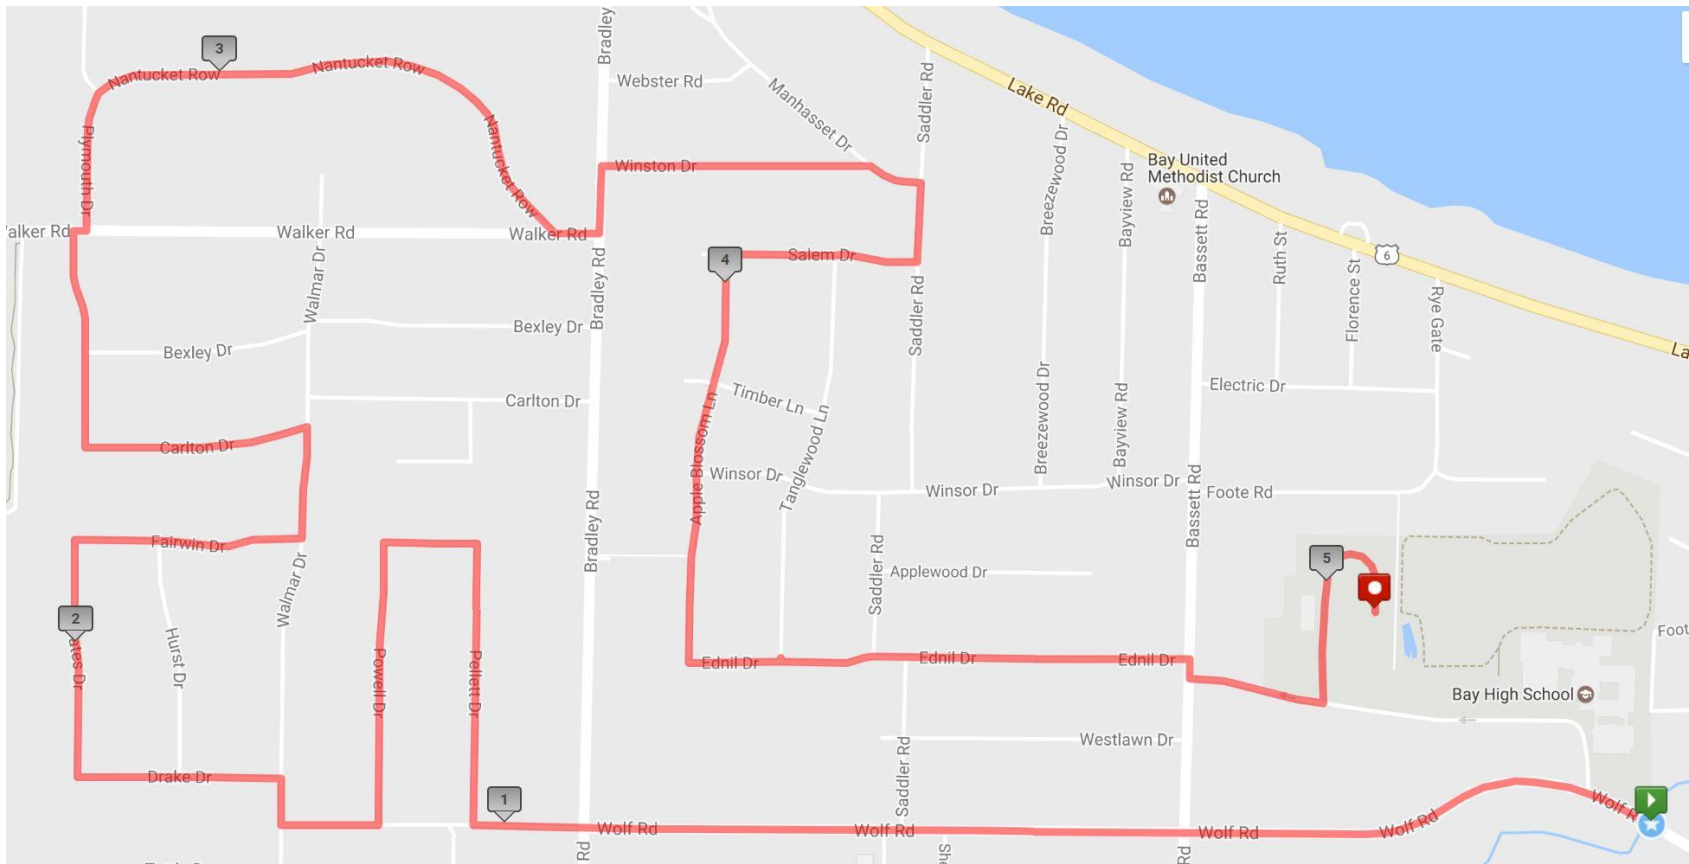 Bradley
3
Nantucket Row
Nantucket Row
Webster Rd
Manhasset Dr
Saddler Rd
Lake Rd
Plymouth Dr
Nantucket Row
Winston Dr
Breezewood Dr
Bayview Rd
Bay United
Methodist Church
Bassett Rd
alker Rd
Walker Rd
Walker Rd
Bradley Rd
4
Salem Dr
Ruth St
Florence St
6
Walmar Dr
Saddler Rd
Rye Gate
Bexley Dr
Bexley Dr
La
Carlton Dr
Timber Ln
Breezewood Dr
Bayview Rd
Electric Dr
Carlton Dr
Apple Blossom Ln
Tanglewood Ln
Winsor Dr
Winsor Dr
Winsor Dr
Foote Rd
Bradley Rd
Bassett Rd
Fairwin Dr
Walmar Dr
Saddler Rd
Applewood Dr
5
2
ates Dr
Hurst Dr
Powell Dr
Pellett Dr
Ednil Dr
Ednil Dr
Ednil Dr
Foot
Bay High School
Westlawn Dr
Saddler Rd
Drake Dr
1
Wolf Rd
Wolf Rd
Wolf Rd
Wolf Rd
Wolf R
Rd
Sho
Rd